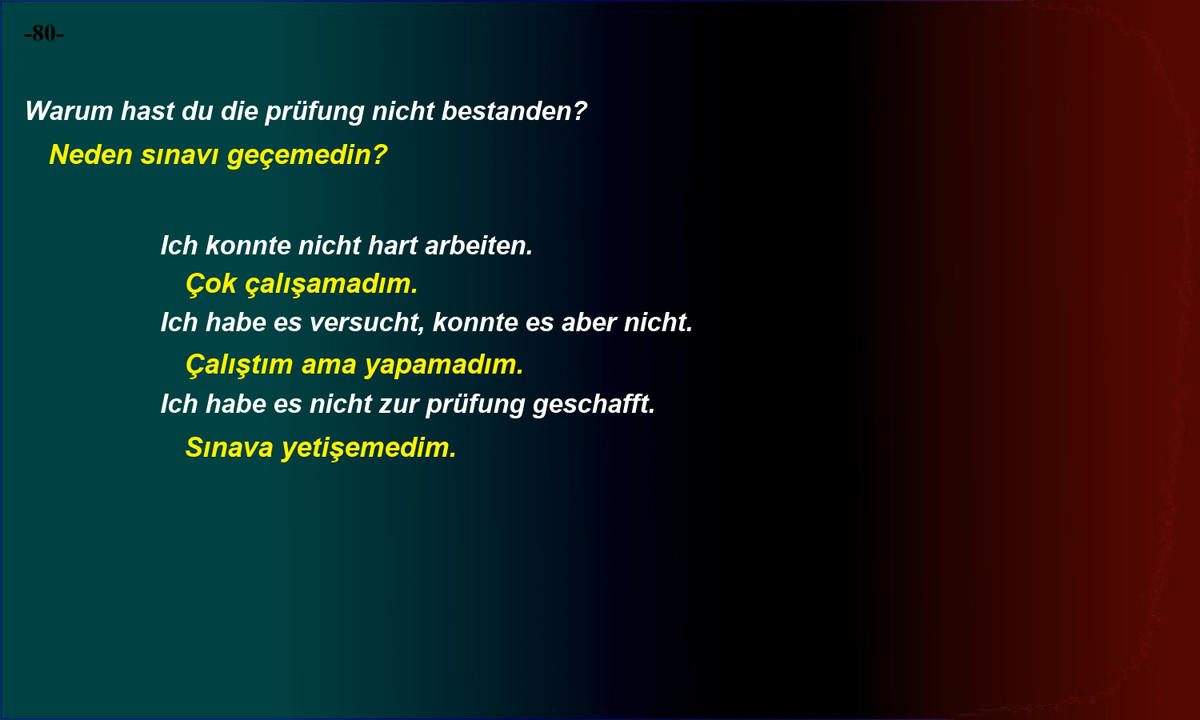 -80-
Warum hast du die prüfung nicht bestanden?
Neden sınavı geçemedin?
Ich konnte nicht hart arbeiten.
Çok çalışamadım.
Ich habe es versucht, konnte es aber nicht.
Çalıştım ama yapamadım.
Ich habe es nicht zur prüfung geschafft.
Sınava yetişemedim.